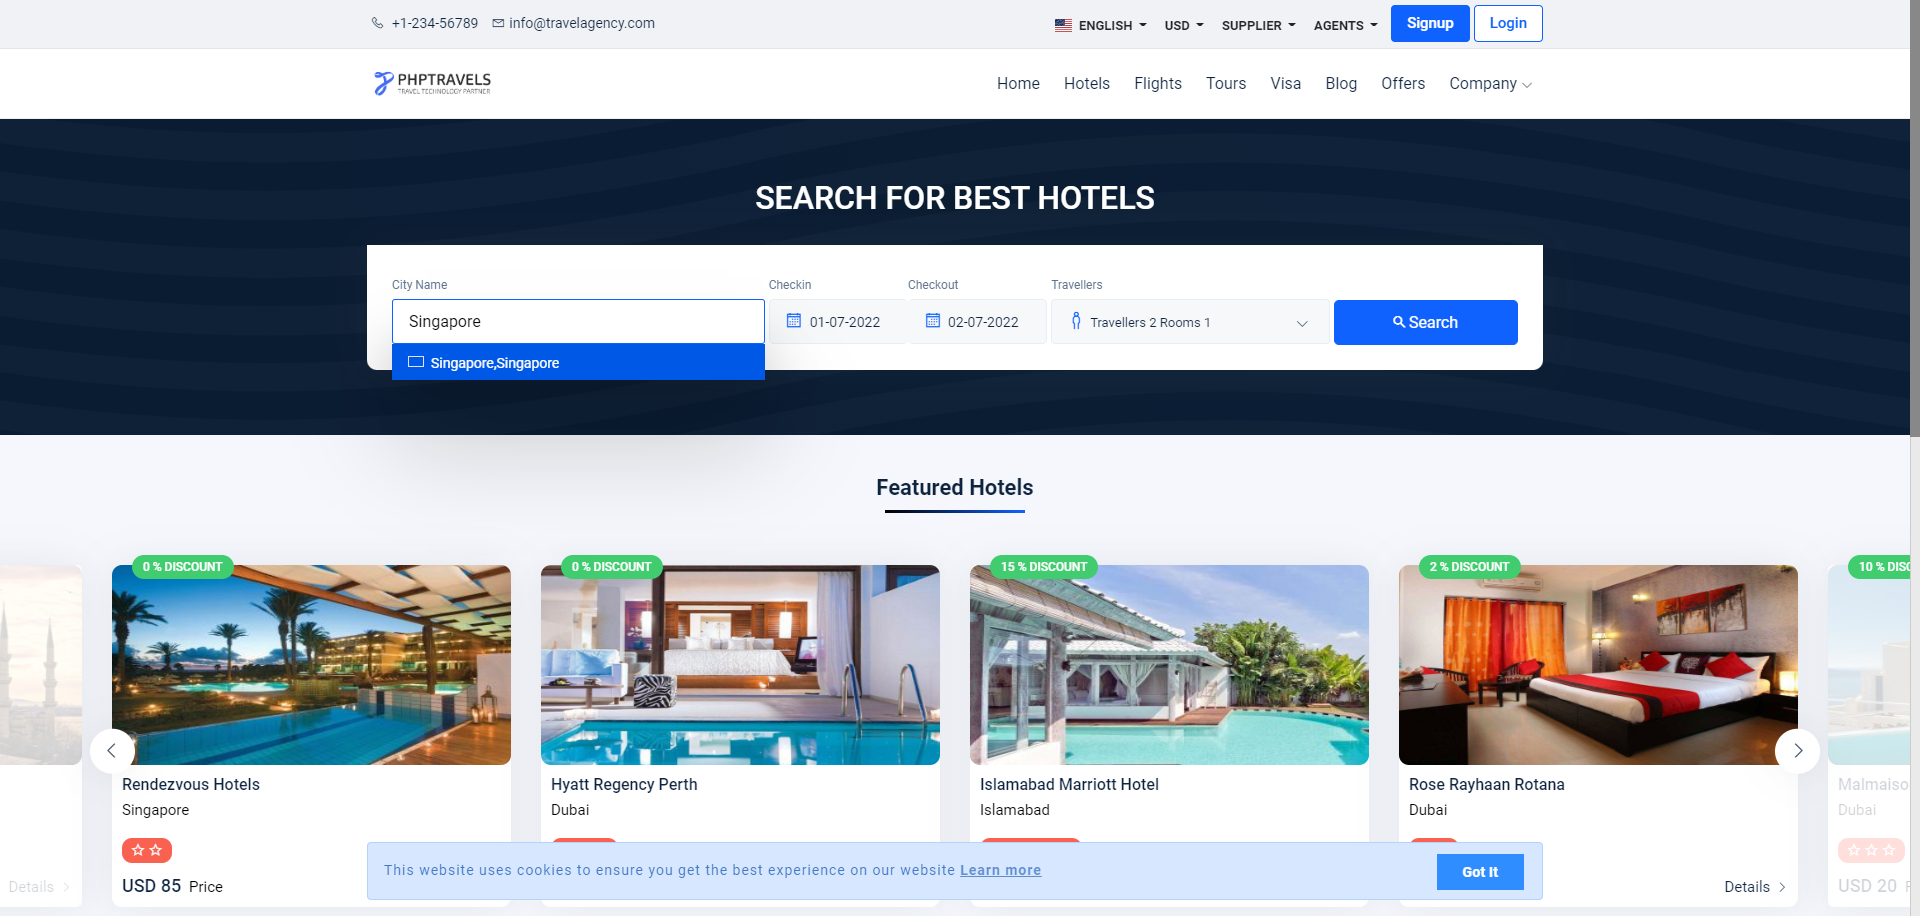 +1-234-56789 info@travelagency.com ENGLISH USD SUPPLIER AGENTS Signup Login
PHPTRAVELS
TRAVEL TECHNOLOGY PARTNER
Home Hotels Flights Tours Visa Blog Offers Company
SEARCH FOR BEST HOTELS
City Name Checkin Checkout Travellers
Singapore 01-07-2022 02-07-2022 Travellers 2 Rooms 1 Search
Singapore,Singapore
Featured Hotels
0 % DISCOUNT 0 % DISCOUNT 15 % DISCOUNT 2 % DISCOUNT 10 %
Rendezvous Hotels Hyatt Regency Perth Islamabad Marriott Hotel Rose Rayhaan Rotana
Singapore Dubai Islamabad Dubai Dubai
This website uses cookies to ensure you get the best experience on our website Learn more Got It
Details USD 85 Price Details USD 20